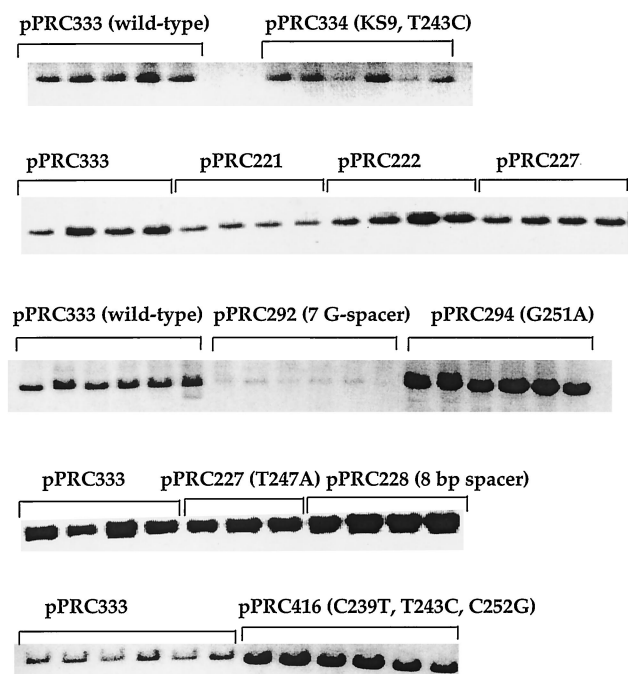 pPRC333 (wild-type) pPRC334 (KS9, T243C)
pPRC333 pPRC221 pPRC222 pPRC227
pPRC333 (wild-type) pPRC292 (7 G-spacer) pPRC294 (G251A)
pPRC333 pPRC227 (T247A) pPRC228 (8 bp spacer)
pPRC333 pPRC416 (C239T, T243C, C252G)